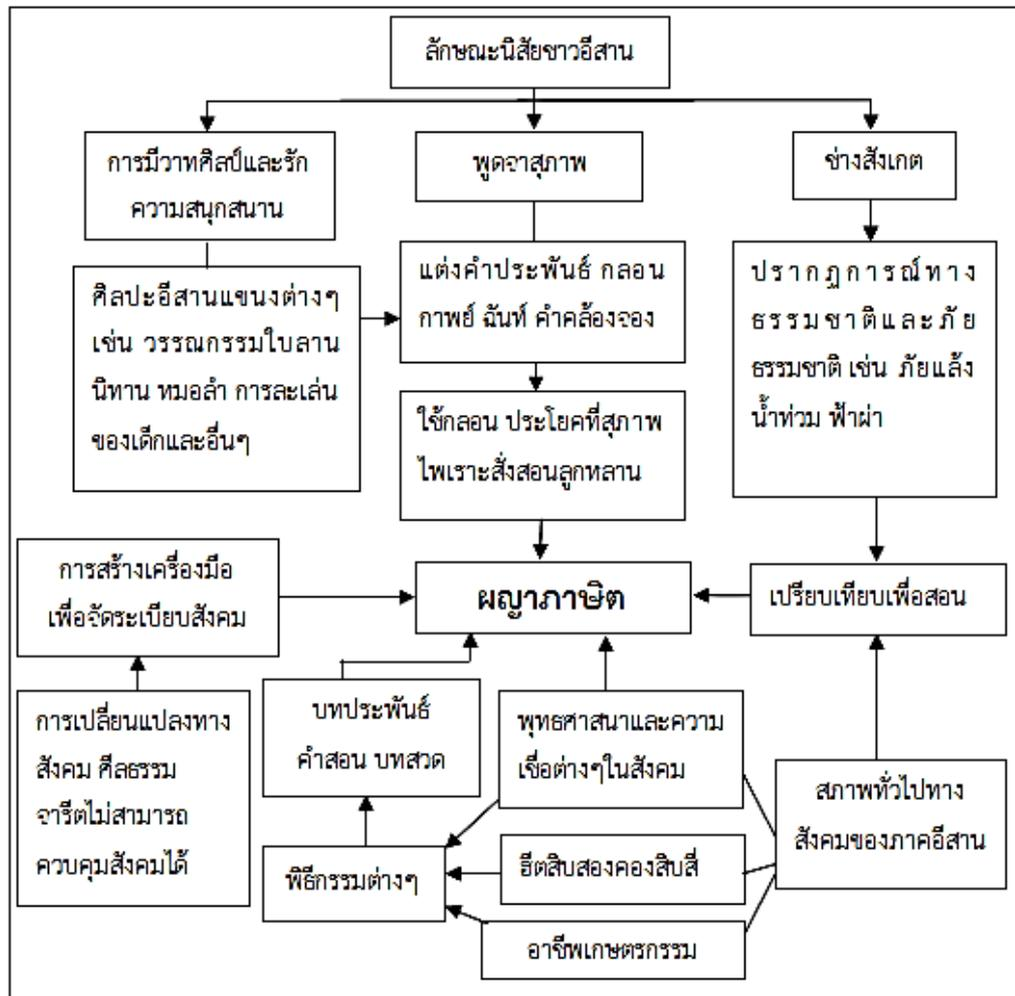 ลักษณะนิสัยชาวอีสาน
การมีวาทศิลป์และรัก
ความสนุกสนาน
พูดจาสุภาพ
ช่างสังเกต
ศิลปะอีสานแขนงต่างๆ
เช่น วรรณกรรมใบลาน
นิทาน หมอลำ การละเล่น
ของเด็กและอื่นๆ
แต่งคำประพันธ์ กลอน
กาพย์ ฉันท์ คำคล้องจอง
ปรากฏการณ์ทาง
ธรรมชาติและภัย
ธรรมชาติ เช่น ภัยแล้ง
น้ำท่วม ฟ้าผ่า
ใช้กลอน ประโยคที่สุภาพ
ไพเราะสั่งสอนลูกหลาน
การสร้างเครื่องมือ
เพื่อจัดระเบียบสังคม
ผญาภาษิต
เปรียบเทียบเพื่อสอน
การเปลี่ยนแปลงทาง
สังคม ศีลธรรม
จารีตไม่สามารถ
ควบคุมสังคมได้
บทประพันธ์
คำสอน บทสวด
พุทธศาสนาและความ
เชื่อต่างๆในสังคม
สภาพทั่วไปทาง
สังคมของภาคอีสาน
พิธีกรรมต่างๆ
ฮีตสิบสองคองสิบสี่
อาชีพเกษตรกรรม